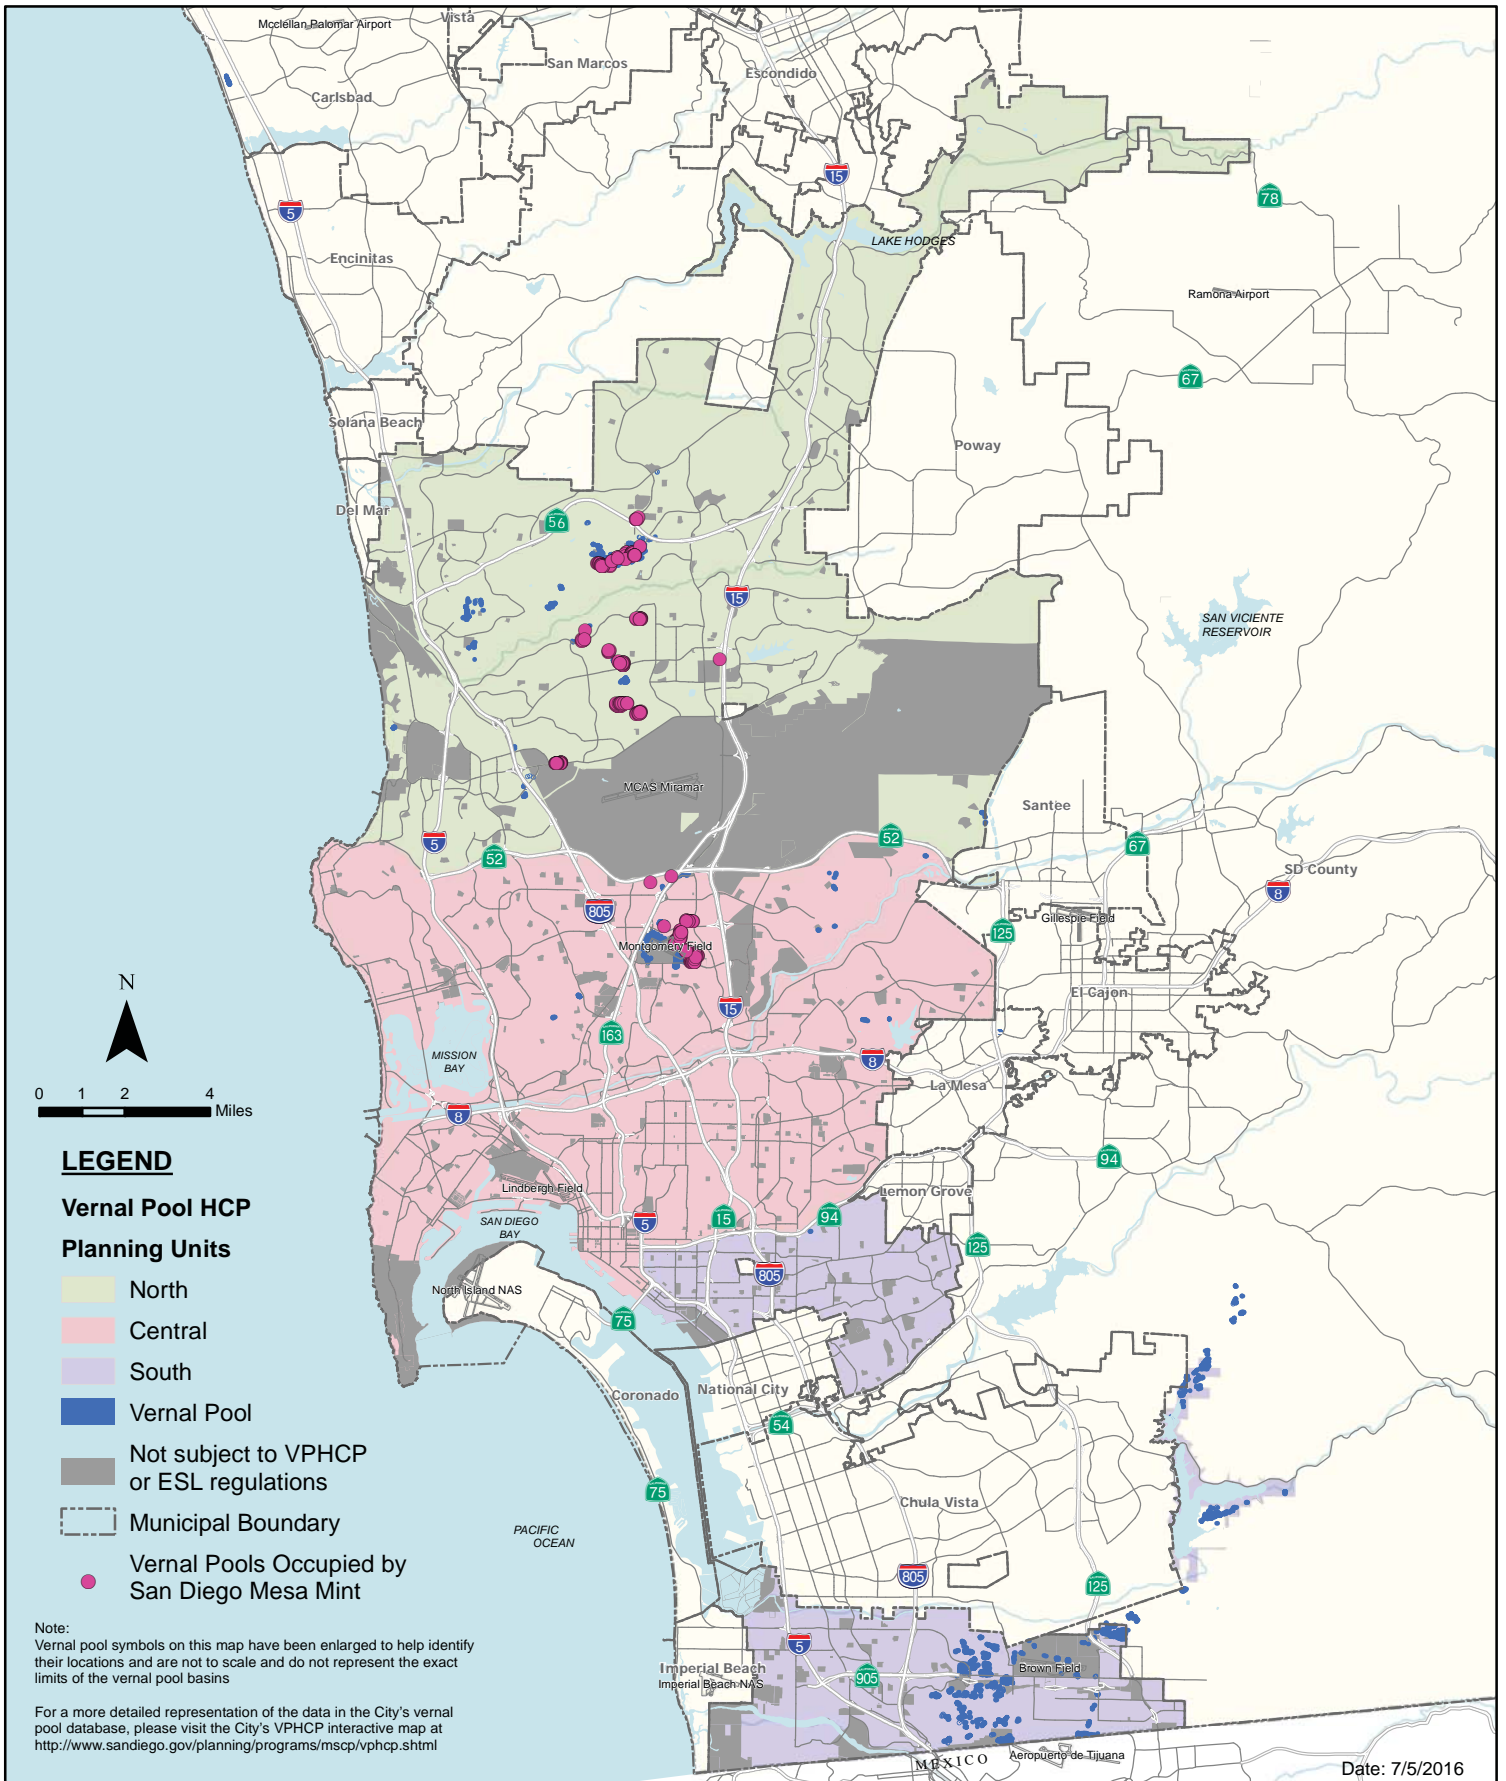 Mcclellan Palomar Airport
Vista
San Marcos
Escondido
Carlsbad
15
5
78
LAKE HODGES
Encinitas
Ramona Airport
67
Solana Beach
Poway
Del Mar
56
15
SAN VICIENTE
RESERVOIR
MCAS Miramar
Santee
5
52
52
67
SD County
8
805
125
Gillespie Field
Montgomery Field
El Cajon
N
15
163
MISSION
BAY
8
La Mesa
0 1 2 4
Miles
8
94
LEGEND
Vernal Pool HCP
Planning Units
North
Central
South
Vernal Pool
Not subject to VPHCP
or ESL regulations
Municipal Boundary
Vernal Pools Occupied by
San Diego Mesa Mint
Lindbergh Field
Lemon Grove
SAN DIEGO
BAY
5
15
94
125
805
North Island NAS
75
Coronado
National City
54
75
Chula Vista
PACIFIC
OCEAN
805
125
5
Imperial Beach
Imperial Beach NAS
905
Brown Field
MEXICO
Aeropuerto de Tijuana
Note:
Vernal pool symbols on this map have been enlarged to help identify
their locations and are not to scale and do not represent the exact
limits of the vernal pool basins
For a more detailed representation of the data in the City's vernal
pool database, please visit the City's VPHCP interactive map at
http://www.sandiego.gov/planning/programs/mscp/vphcp.shtml
Date: 7/5/2016